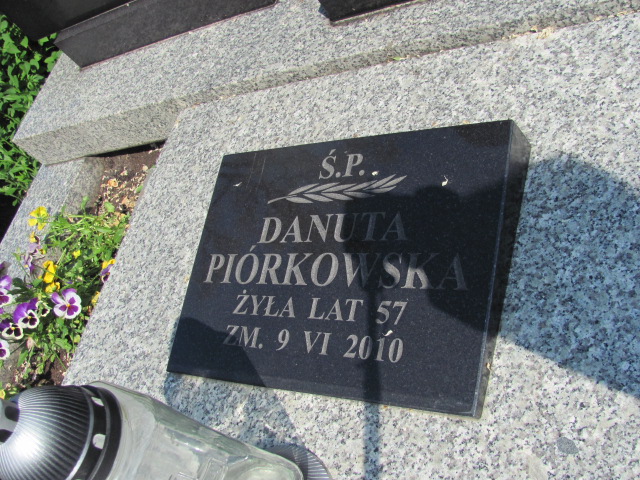 Ś.P.
DANUTA
PIÓRKOWSKA
ŻYŁA LAT 57
ZM. 9 VI 2010